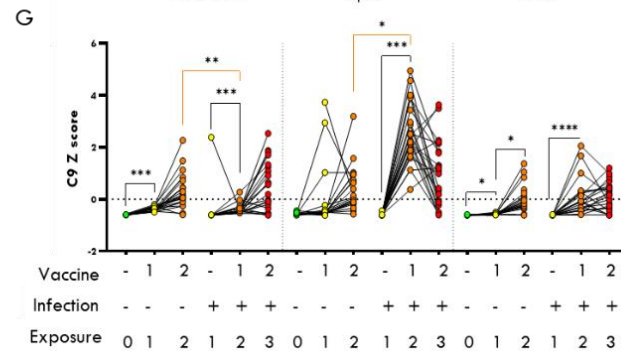 G
* ***
** ***
*** * ****
*
C9 Z score
6
4
2
0
-2
Vaccine - 1 2 - 1 2 - 1 2 - 1 2 - 1 2 - 1 2
Infection - - - + + + - - - + + + - - - + + +
Exposure 0 1 2 1 2 3 0 1 2 1 2 3 0 1 2 1 2 3